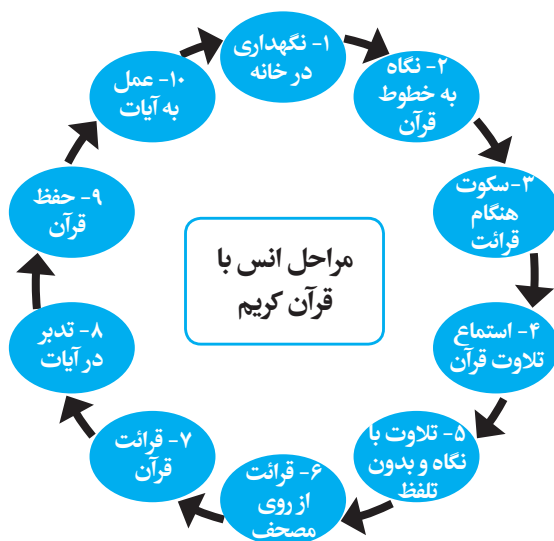 مراحل انس با
قرآن کریم
۱- نگهداری
در خانه
۲- نگاه
به خطوط
قرآن
۳-سکوت
هنگام
قرائت
۴- استماع
تلاوت قرآن
۵- تلاوت با
نگاه و بدون
تلفظ
۶- قرائت
از روی
مصحف
۷- قرائت
قرآن
۸- تدبر
در آیات
۹- حفظ
قرآن
۱۰- عمل
به آیات